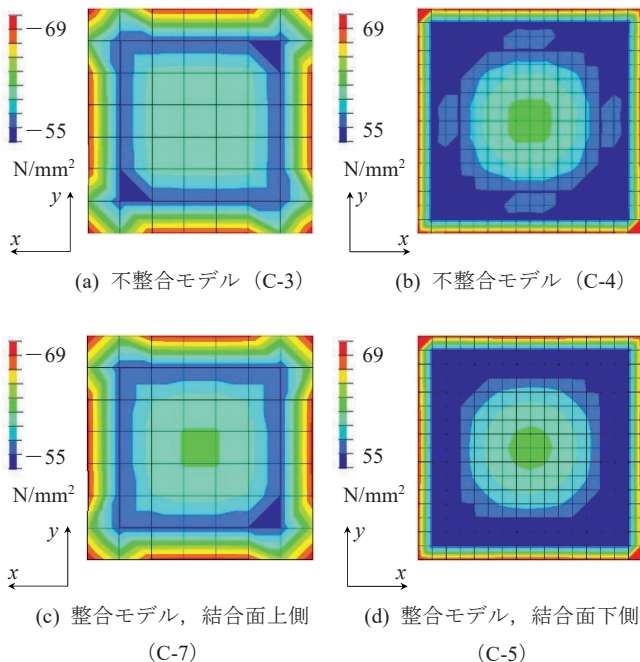 −69
−55
N/mm²
y
x
(a) 不整合モデル（C-3）
69
55
N/mm²
y
x
(b) 不整合モデル（C-4）
−69
−55
N/mm²
y
x
(c) 整合モデル，結合面上側
（C-7）
69
55
N/mm²
y
x
(d) 整合モデル，結合面下側
（C-5）